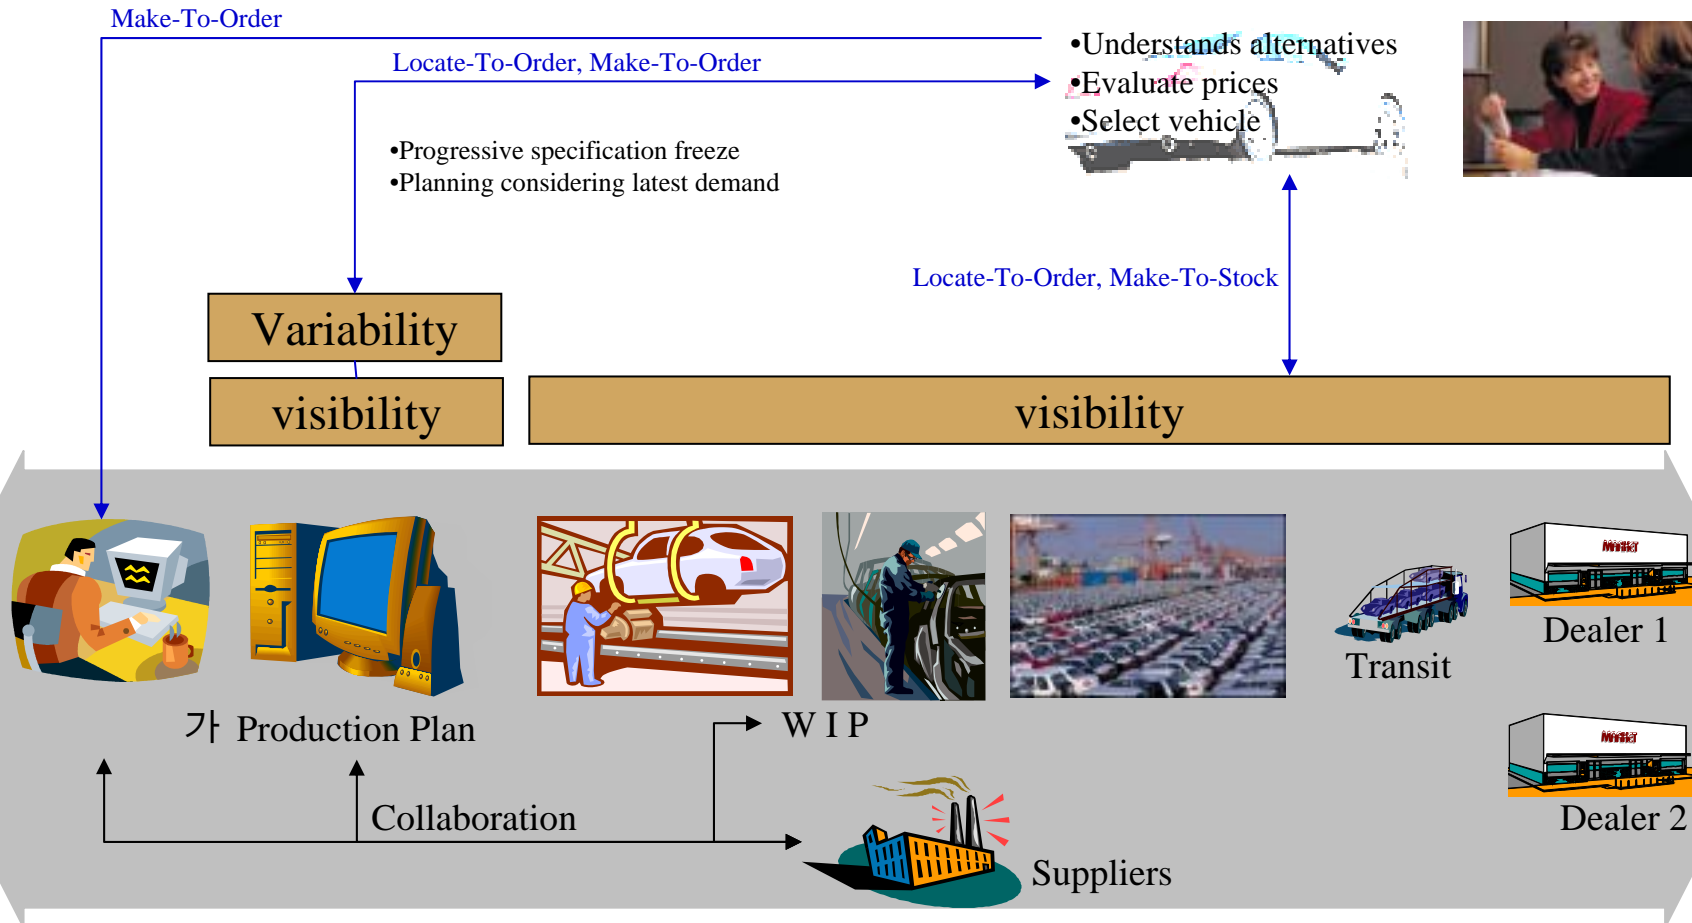 Make-To-Order
Locate-To-Order, Make-To-Order
•Understands alternatives
•Evaluate prices
•Select vehicle
•Progressive specification freeze
•Planning considering latest demand
Locate-To-Order, Make-To-Stock
Variability
visibility
visibility
MARKET
Dealer 1
Transit
가 Production Plan
W I P
MARKET
Dealer 2
Collaboration
Suppliers